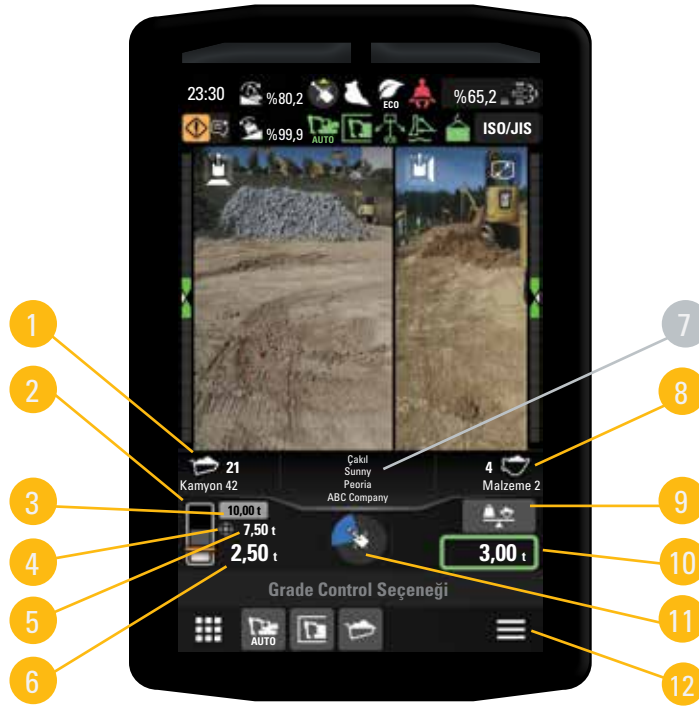 23:30
%80,2
ECO
%65,2
%99,9
AUTO
ISO/JIS
1
2
3
4
5
6
7
8
9
10
11
12
21
Kamyon 42
Çakıl
Sunny
Peoria
ABC Company
4
Malzeme 2
10,00 t
7,50 t
2,50 t
3,00 t
Grade Control Seçeneği
AUTO